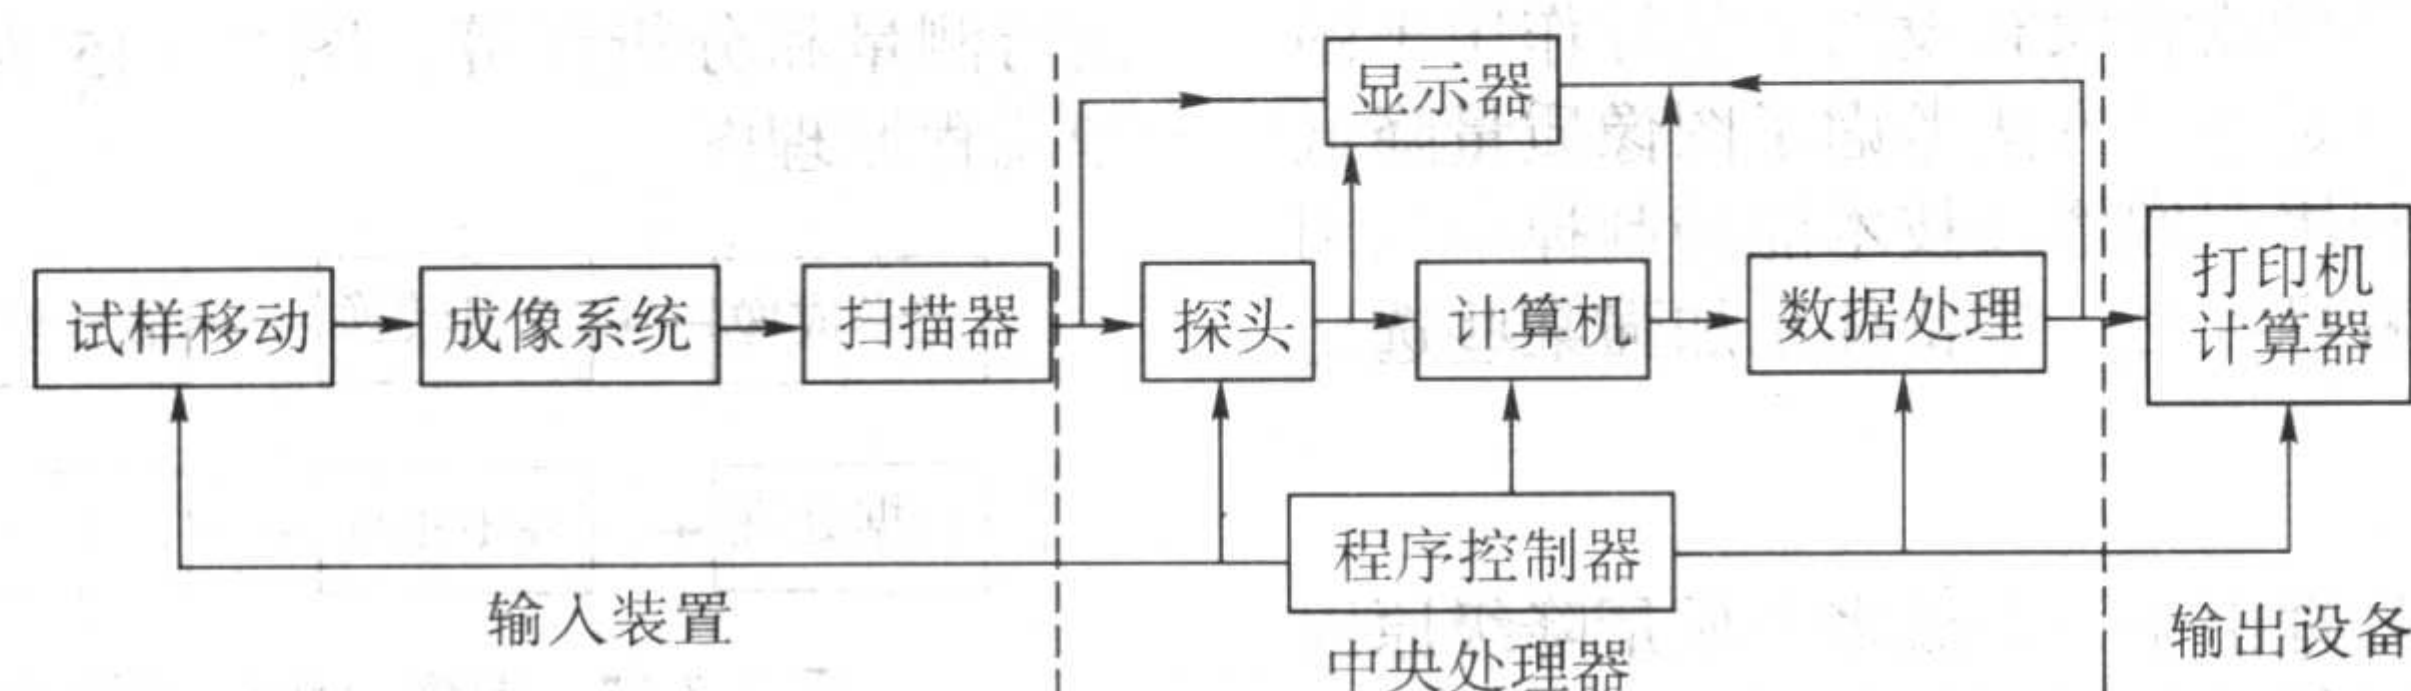 显示器
试样移动
成像系统
扫描器
探头
计算机
数据处理
打印机
计算器
程序控制器
输入装置
中央处理器
输出设备